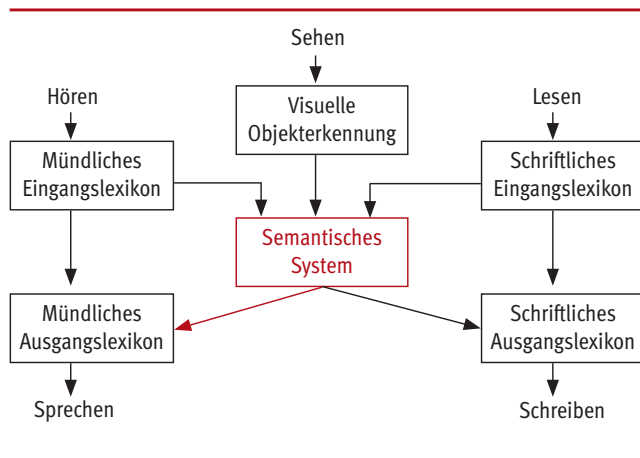 Sehen
Hören
Lesen
Visuelle
Objekterkennung
Mündliches
Eingangslexikon
Schriftliches
Eingangslexikon
Semantisches
System
Mündliches
Ausgangslexikon
Schriftliches
Ausgangslexikon
Sprechen
Schreiben